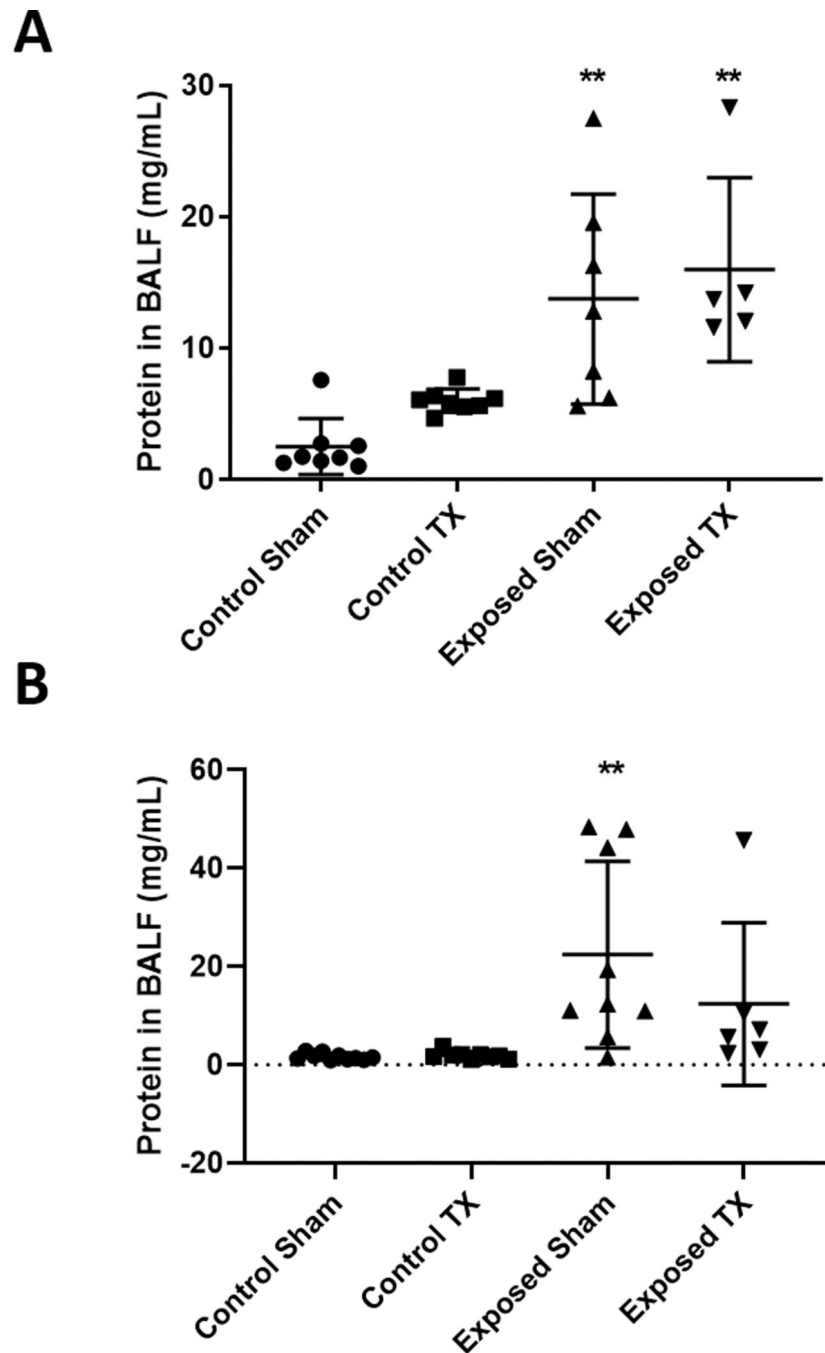 A
Protein in BALF (mg/mL)
30
20
10
0
**
**
Control Sham
Control TX
Exposed Sham
Exposed TX
B
Protein in BALF (mg/mL)
60
40
20
0
-20
**
Control Sham
Control TX
Exposed Sham
Exposed TX